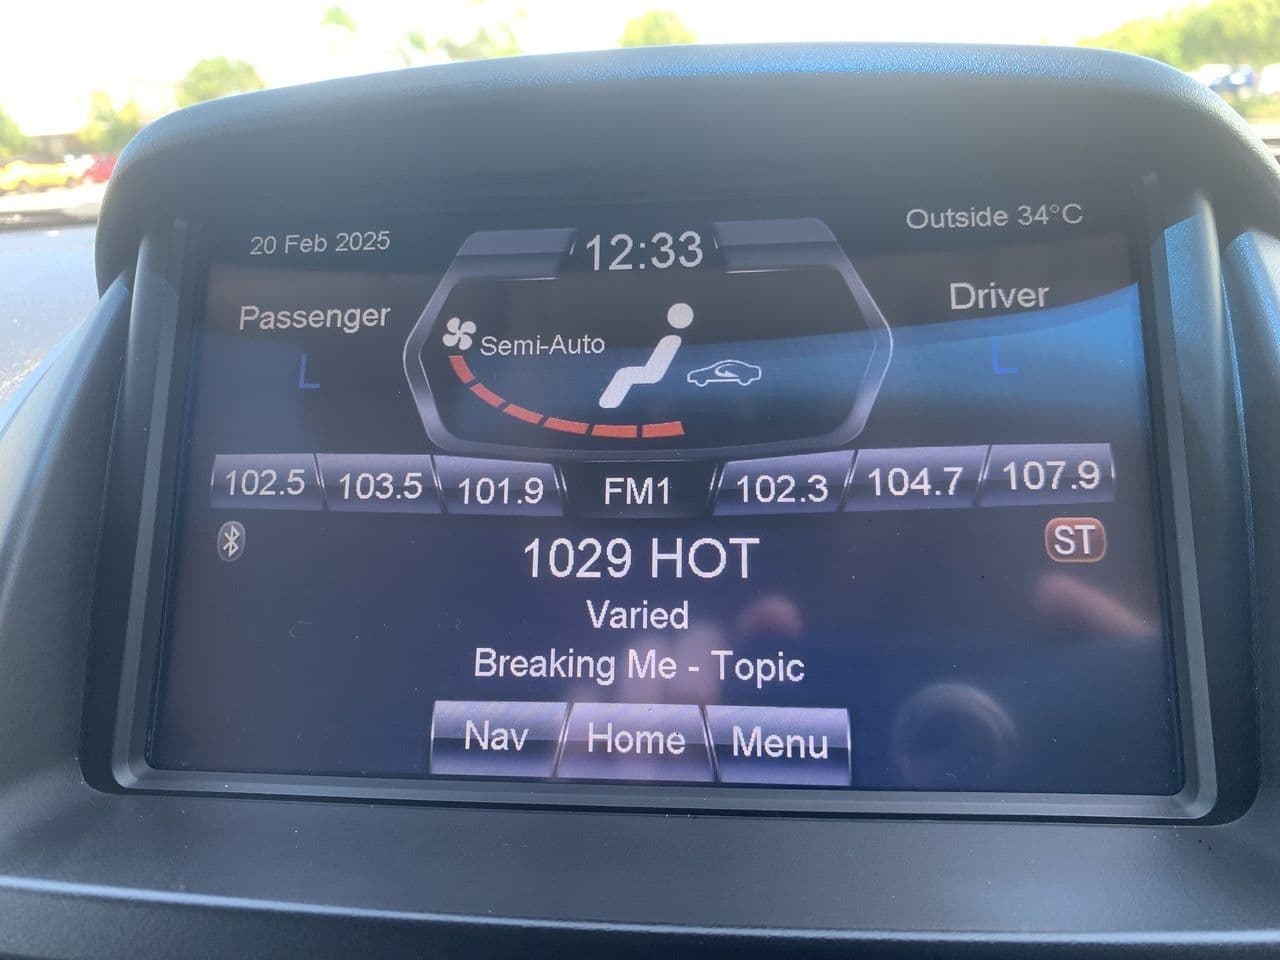 20 Feb 2025
12:33
Outside 34°C
Passenger
Driver
L
Semi-Auto
L
102.5 103.5 101.9 FM1 102.3 104.7 107.9
ST
1029 HOT
Varied
Breaking Me - Topic
Nav Home Menu